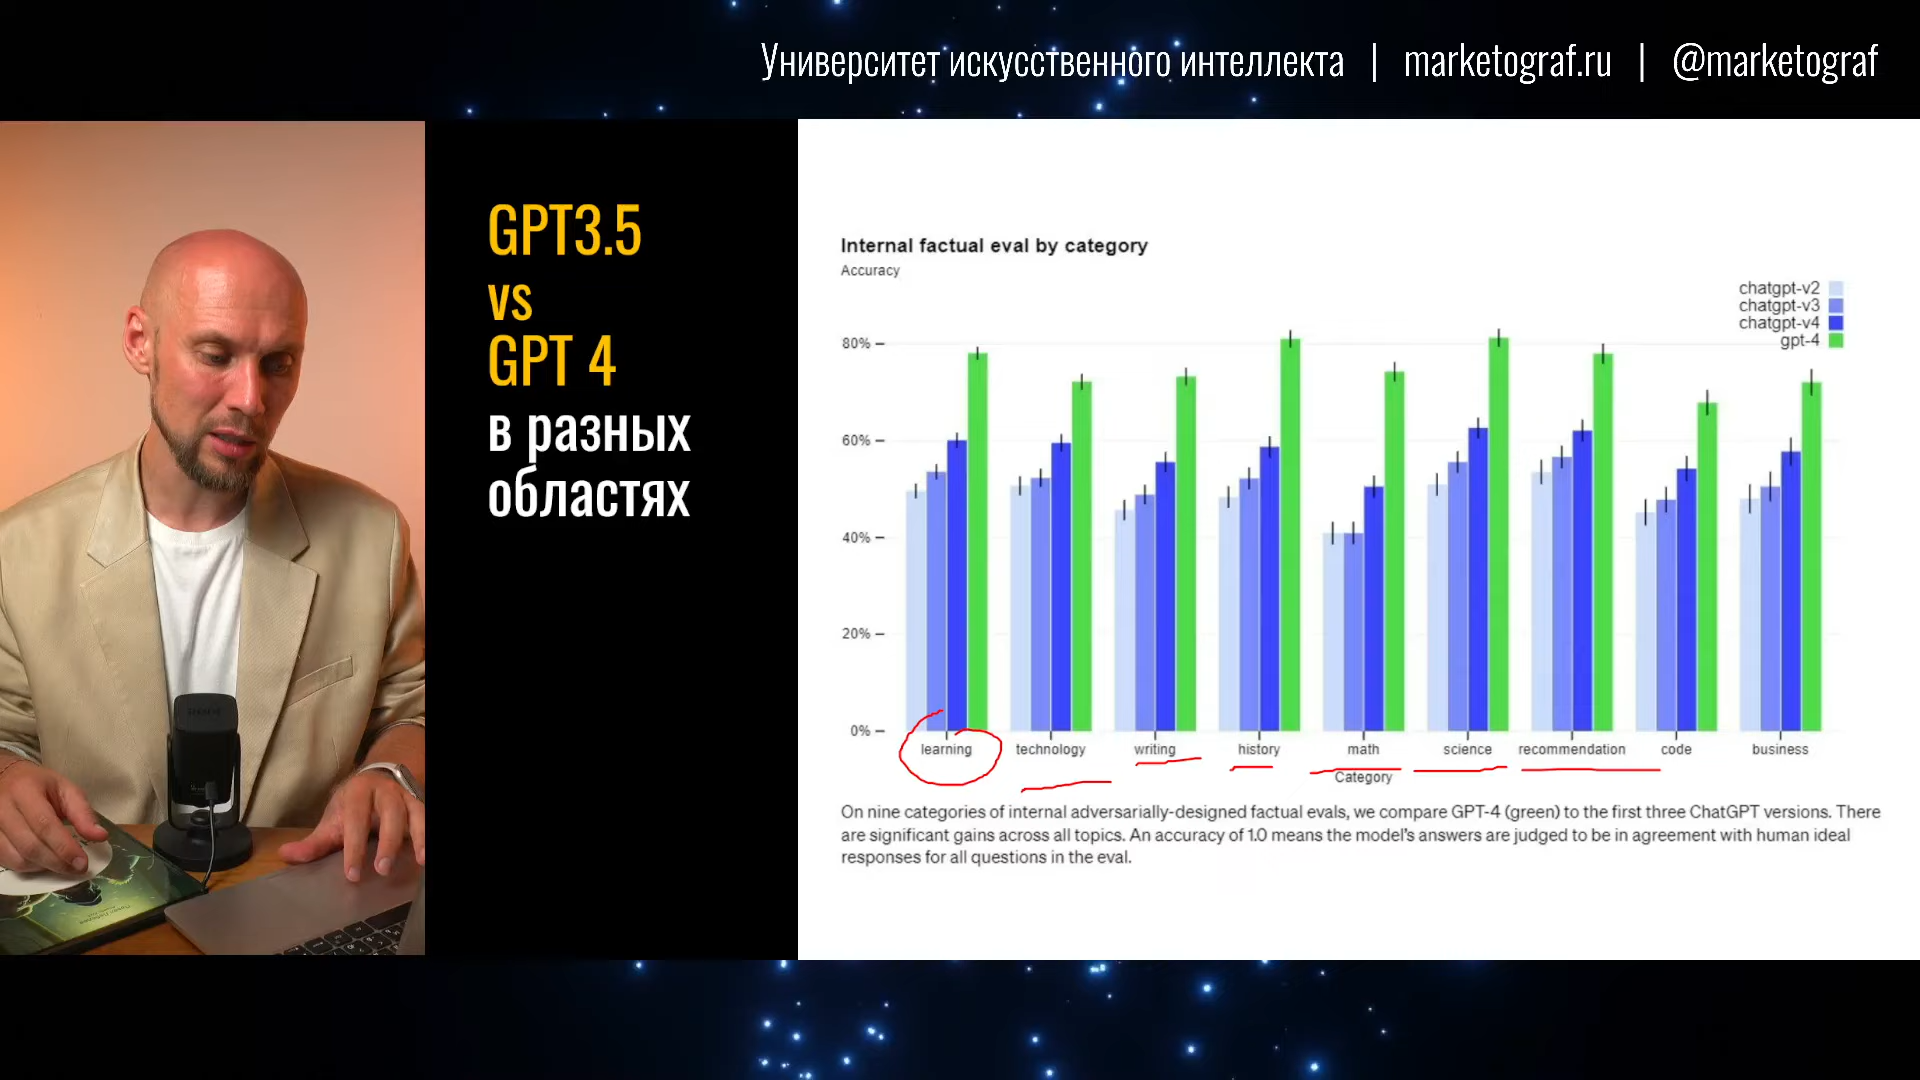 Университет искусственного интеллекта | marketograf.ru | @marketograf
GPT3.5
vs
GPT 4
в разных
областях
Internal factual eval by category
Accuracy
chatgpt-v2
chatgpt-v3
chatgpt-v4
gpt-4
80%
60%
40%
20%
0%
learning technology writing history math science recommendation code business
Category
On nine categories of internal adversarially-designed factual evals, we compare GPT-4 (green) to the first three ChatGPT versions. There
are significant gains across all topics. An accuracy of 1.0 means the model's answers are judged to be in agreement with human ideal
responses for all questions in the eval.